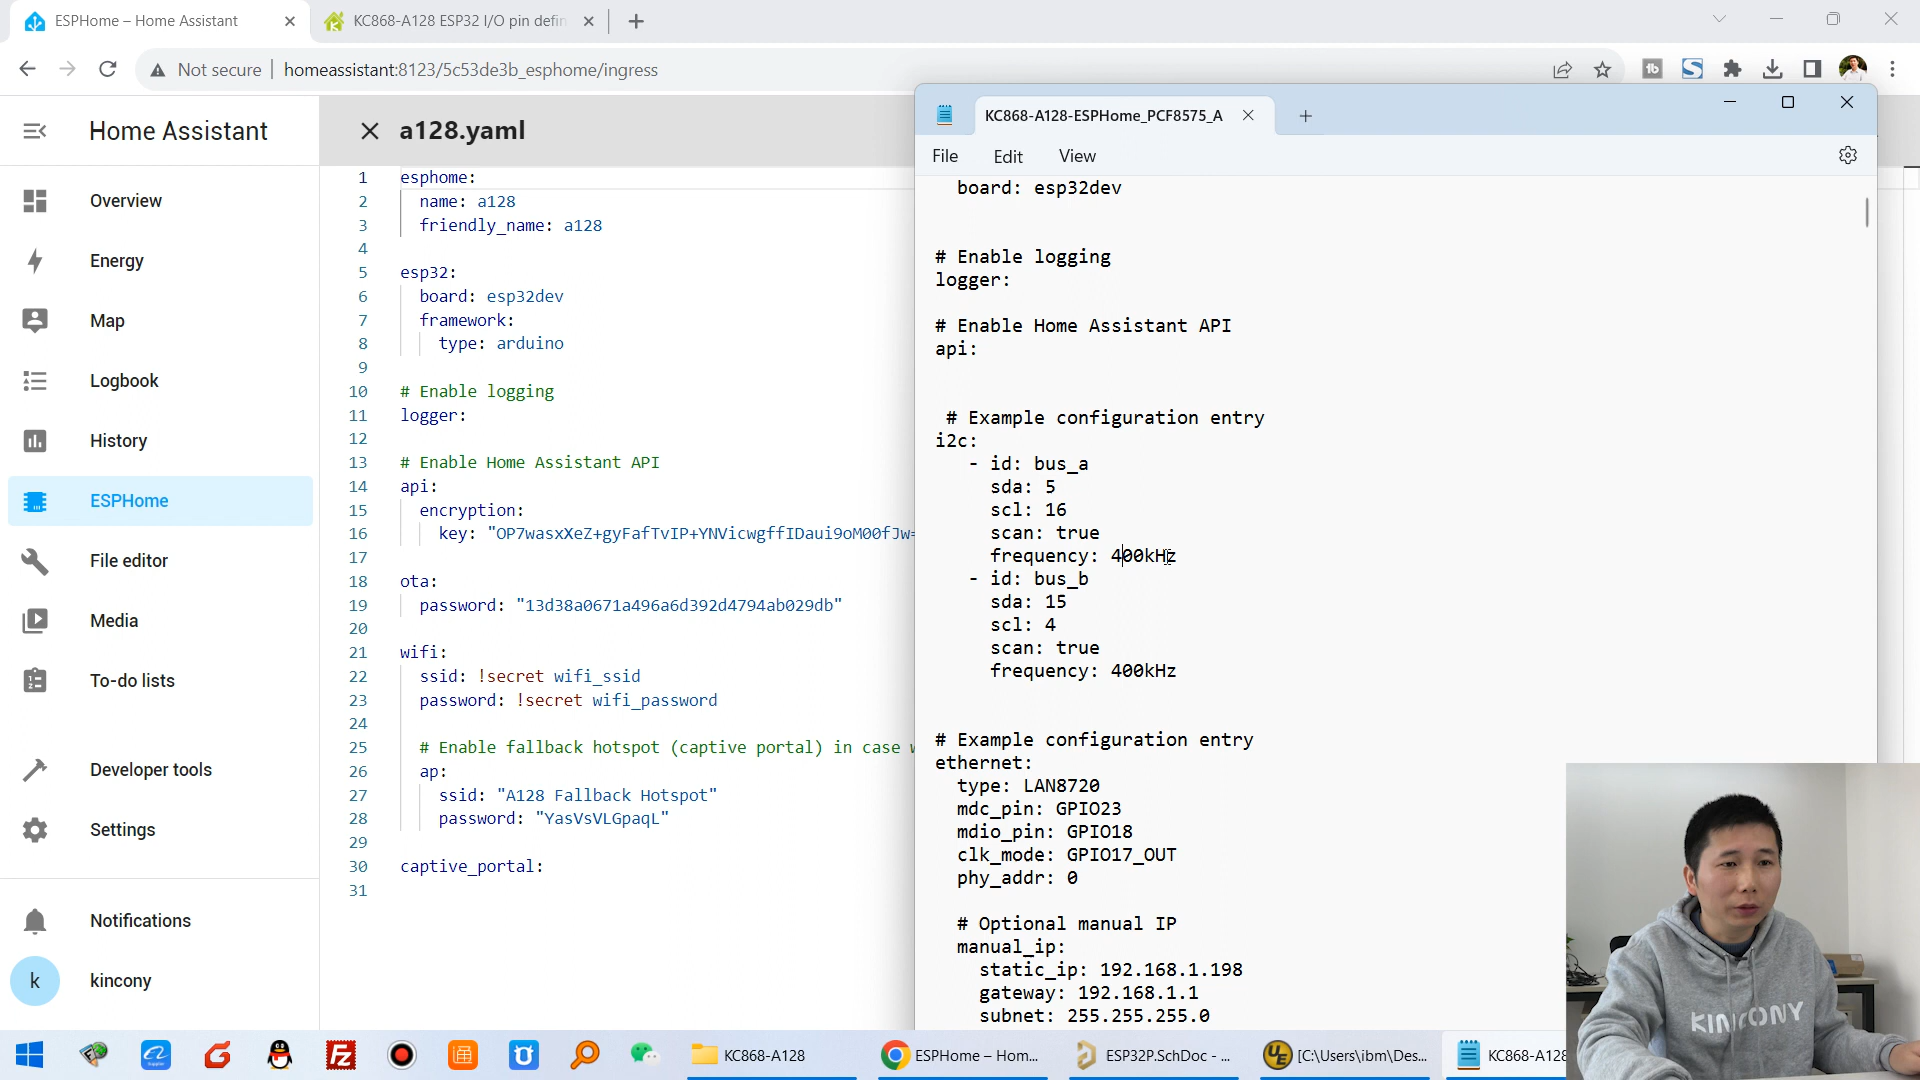 ESPHome – Home Assistant
KC868-A128 ESP32 I/O pin defin
Not secure
homeassistant:8123/5c53de3b_esphome/ingress
Home Assistant
Overview
Energy
Map
Logbook
History
ESPHome
File editor
Media
To-do lists
Developer tools
Settings
Notifications
k
kincony
a128.yaml
1 esphome:
2 name: a128
3 friendly_name: a128
4
5 esp32:
6 board: esp32dev
7 framework:
8 type: arduino
9
10 # Enable logging
11 logger:
12
13 # Enable Home Assistant API
14 api:
15 encryption:
16 key: "OP7wasxXeZ+gyFafTvIP+YNVicwgffIDaui9oM00fJw=
17
18 ota:
19 password: "13d38a0671a496a6d392d4794ab029db"
20
21 wifi:
22 ssid: !secret wifi_ssid
23 password: !secret wifi_password
24
25 # Enable fallback hotspot (captive portal) in case
26 ap:
27 ssid: "A128 Fallback Hotspot"
28 password: "YasVsVLGpaqL"
29
30 captive_portal:
31
KC868-A128-ESPHome_PCF8575_A
File Edit View
board: esp32dev
# Enable logging
logger:
# Enable Home Assistant API
api:
# Example configuration entry
i2c:
- id: bus_a
sda: 5
scl: 16
scan: true
frequency: 400kHz
- id: bus_b
sda: 15
scl: 4
scan: true
frequency: 400kHz
# Example configuration entry
ethernet:
type: LAN8720
mdc_pin: GPIO23
mdio_pin: GPIO18
clk_mode: GPIO17_OUT
phy_addr: 0
# Optional manual IP
manual_ip:
static_ip: 192.168.1.198
gateway: 192.168.1.1
subnet: 255.255.255.0
KC868-A128
ESPHome – Hom...
ESP32P.SchDoc - ...
UE
[C:\Users\ibm\Des...
KC868-A128
Fz
KINCONY